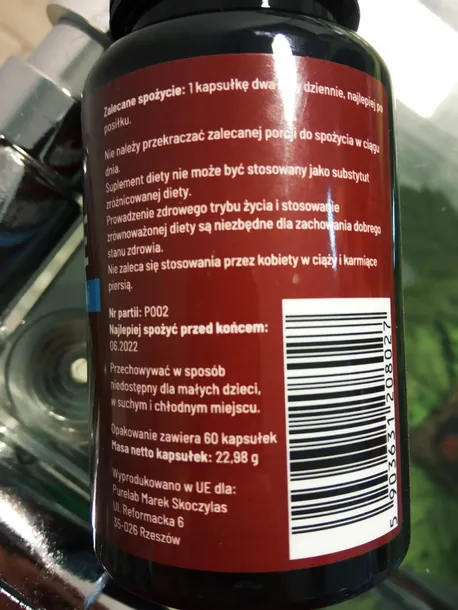 Zalecane spożycie: 1 kapsułkę dwa dziennie, najlepiej po
posiłku.
Nie należy przekraczać zalecanej porcji do spożycia w ciągu
dnia.
Suplement diety nie może być stosowany jako substytut
zróżnicowanej diety.
Prowadzenie zdrowego trybu życia i stosowanie
zrównoważonej diety są niezbędne dla zachowania dobrego
stanu zdrowia.
Nie zaleca się stosowania przez kobiety w ciąży i karmiące
piersią.
Nr partii: P002
Najlepiej spożyć przed końcem:
06.2022
Przechowywać w sposób
niedostępny dla małych dzieci,
w suchym i chłodnym miejscu.
Opakowanie zawiera 60 kapsułek
Masa netto kapsułek: 22,98 g
Wyprodukowano w UE dla:
Purelab Marek Skoczylas
Ul. Reformacka 6
35-026 Rzeszów
5 903631 208027